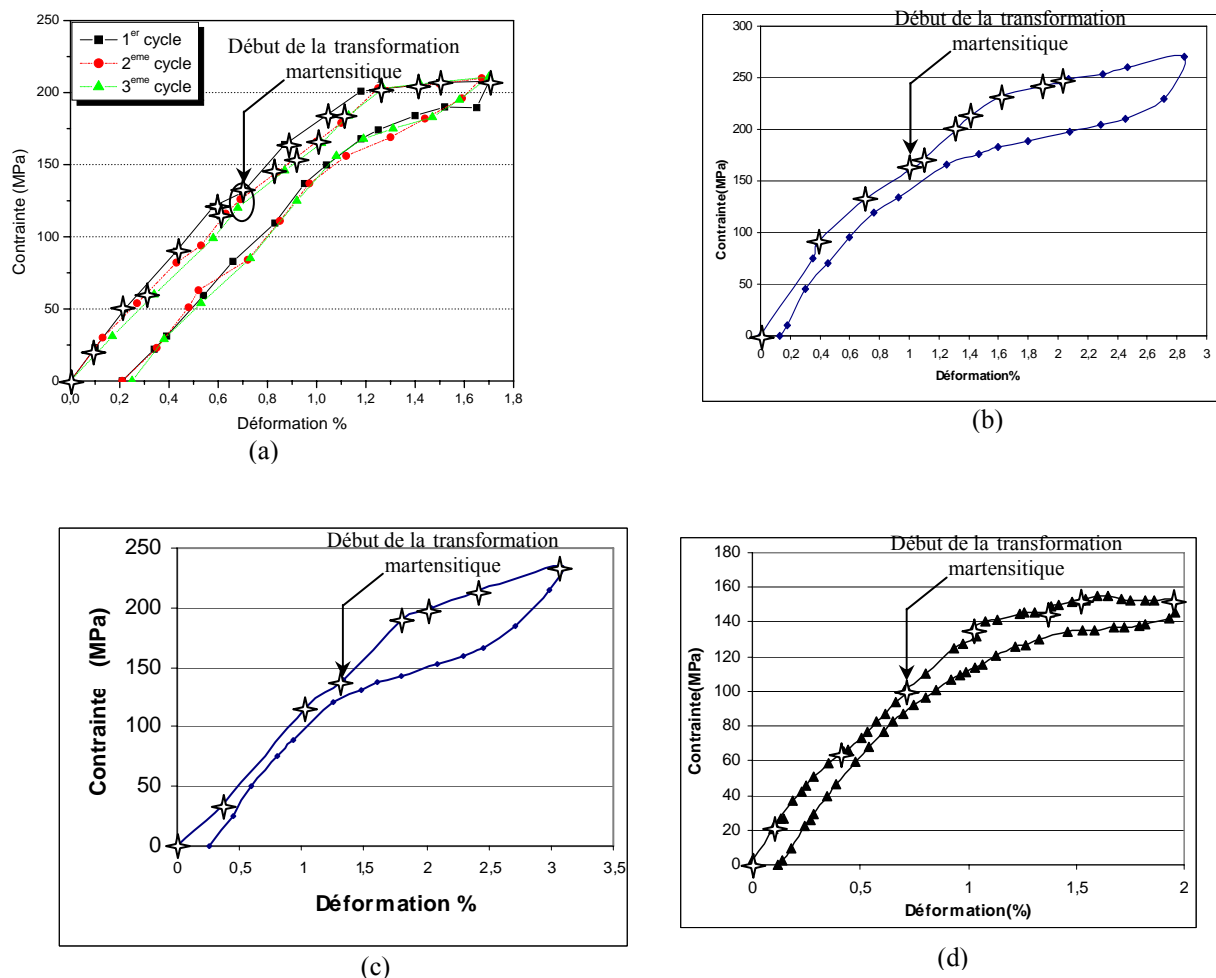 250
200
150
100
50
0
Contrainte (MPa)
1er cycle
2eme cycle
3eme cycle
Début de la transformation
martensitique
0,0 0,2 0,4 0,6 0,8 1,0 1,2 1,4 1,6 1,8
Déformation %
(a)
Début de la transformation
martensitique
300
250
200
150
100
50
0
Contrainte(MPa)
0 0,2 0,4 0,6 0,8 1 1,2 1,4 1,6 1,8 2 2,2 2,4 2,6 2,8 3
Déformation%
(b)
Début de la transformation
martensitique
250
200
150
100
50
0
Contrainte (MPa)
0 0,5 1 1,5 2 2,5 3 3,5
Déformation %
(c)
Début de la transformation
martensitique
180
160
140
120
100
80
60
40
20
0
Contrainte(MPa)
0 0,5 1 1,5 2
Déformation(%)
(d)